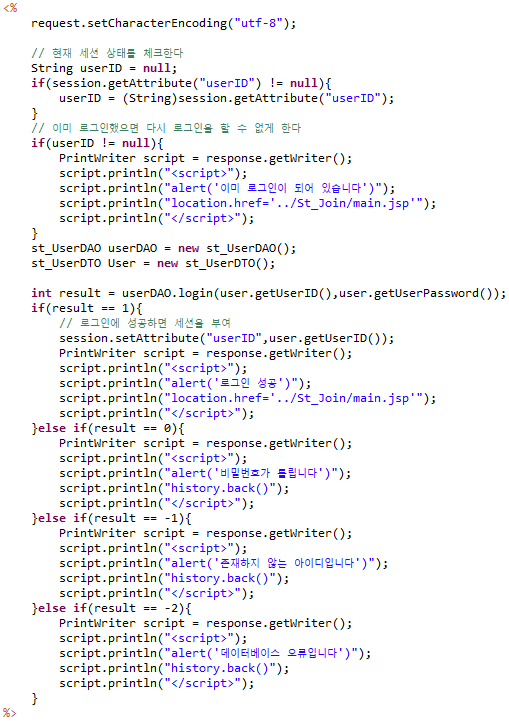 <%
request.setCharacterEncoding("utf-8");
// 현재 세션 상태를 체크한다
String userID = null;
if(session.getAttribute("userID") != null){
userID = (String)session.getAttribute("userID");
}
// 이미 로그인했으면 다시 로그인을 할 수 없게 한다
if(userID != null){
PrintWriter script = response.getWriter();
script.println("<script>");
script.println("alert('이미 로그인이 되어 있습니다')");
script.println("location.href='../St_Join/main.jsp'");
script.println("</script>");
}
st_UserDAO userDAO = new st_UserDAO();
st_UserDTO User = new st_UserDTO();
int result = userDAO.login(user.getUserID(),user.getUserPassword());
if(result == 1){
// 로그인에 성공하면 세션을 부여
session.setAttribute("userID",user.getUserID());
PrintWriter script = response.getWriter();
script.println("<script>");
script.println("alert('로그인 성공')");
script.println("location.href='../St_Join/main.jsp'");
script.println("</script>");
}else if(result == 0){
PrintWriter script = response.getWriter();
script.println("<script>");
script.println("alert('비밀번호가 틀립니다')");
script.println("history.back()");
script.println("</script>");
}else if(result == -1){
PrintWriter script = response.getWriter();
script.println("<script>");
script.println("alert('존재하지 않는 아이디입니다')");
script.println("history.back()");
script.println("</script>");
}else if(result == -2){
PrintWriter script = response.getWriter();
script.println("<script>");
script.println("alert('데이터베이스 오류입니다')");
script.println("history.back()");
script.println("</script>");
}
%>